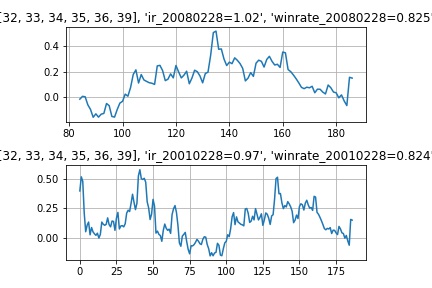 [32, 33, 34, 35, 36, 39], 'ir_20080228=1.02', 'winrate_20080228=0.825'
0.4
0.2
0.0
80 100 120 140 160 180
[32, 33, 34, 35, 36, 39], 'ir_20010228=0.97', 'winrate_20010228=0.824'
0.50
0.25
0.00
0 25 50 75 100 125 150 175